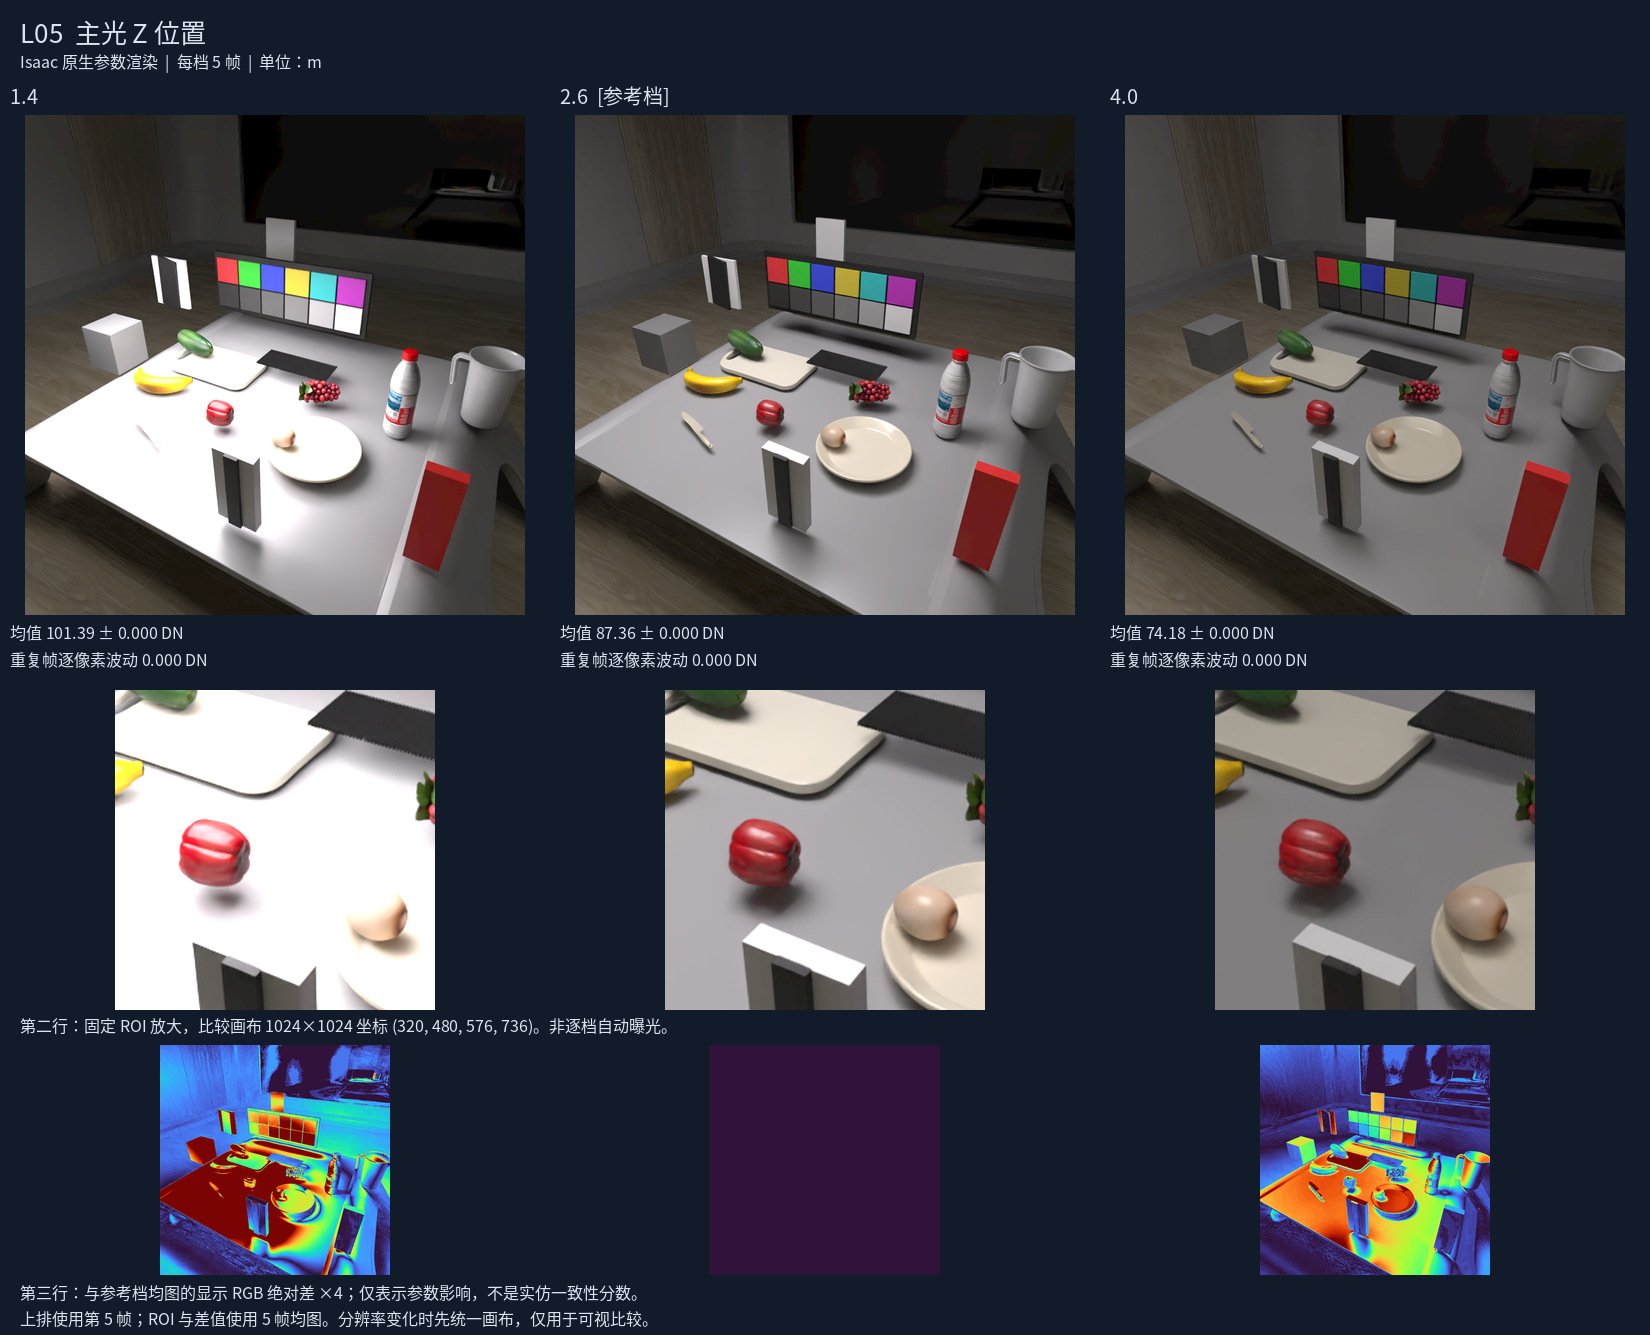 L05 主光 Z 位置
Isaac 原生参数渲染 | 每档 5 帧 | 单位：m
1.4
2.6 [参考档]
4.0
均值 101.39 ± 0.000 DN
重复帧逐像素波动 0.000 DN
均值 87.36 ± 0.000 DN
重复帧逐像素波动 0.000 DN
均值 74.18 ± 0.000 DN
重复帧逐像素波动 0.000 DN
第二行：固定 ROI 放大，比较画布 1024×1024 坐标 (320, 480, 576, 736)。非逐档自动曝光。
第三行：与参考档均图的显示 RGB 绝对差 ×4；仅表示参数影响，不是实仿一致性分数。
上排使用第 5 帧；ROI 与差值使用 5 帧均图。分辨率变化时先统一画布，仅用于可视比较。